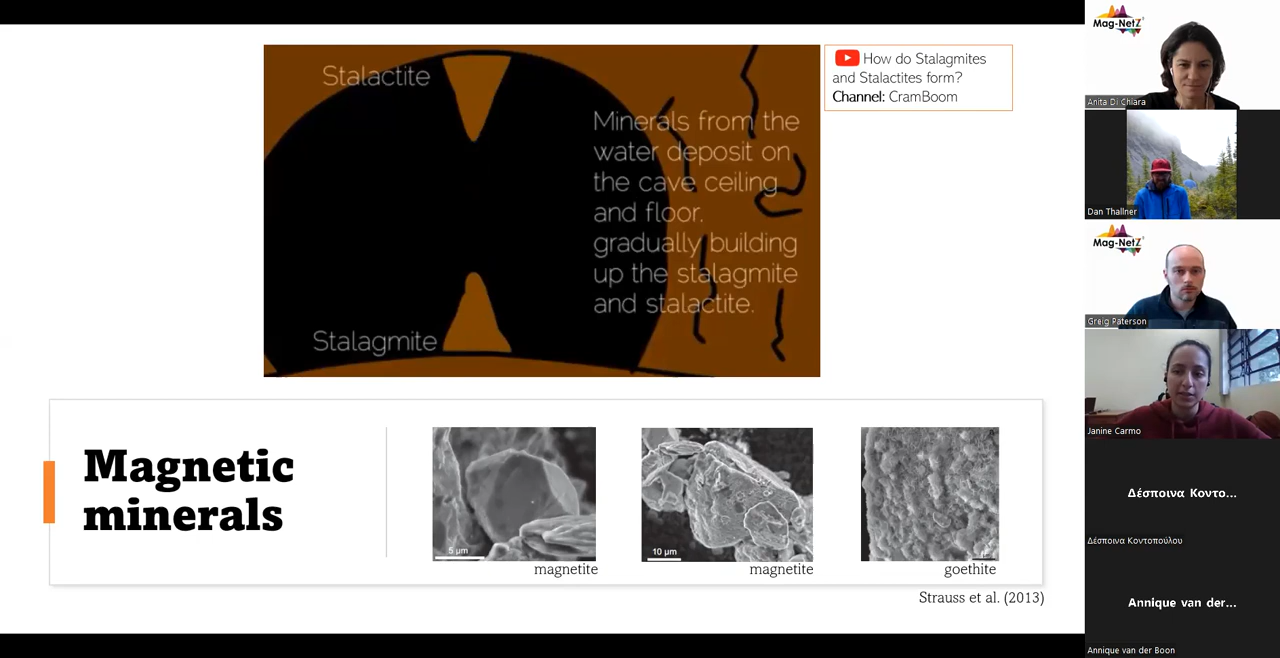 Stalactite
Minerals from the
water deposit on
the cave ceiling
and floor,
gradually building
up the stalagmite
and stalactite.
Stalagmite
How do Stalagmites
and Stalactites form?
Channel: CramBoom
Magnetic
minerals
5 µm
magnetite
10 µm
magnetite
goethite
Strauss et al. (2013)
Mag-NetZ
Anita Di Chiara
Dan Thallner
Mag-NetZ
Greig Paterson
Janine Carmo
Δέσποινα Κοντο...
Δέσποινα Κοντοπούλου
Annique van der...
Annique van der Boon